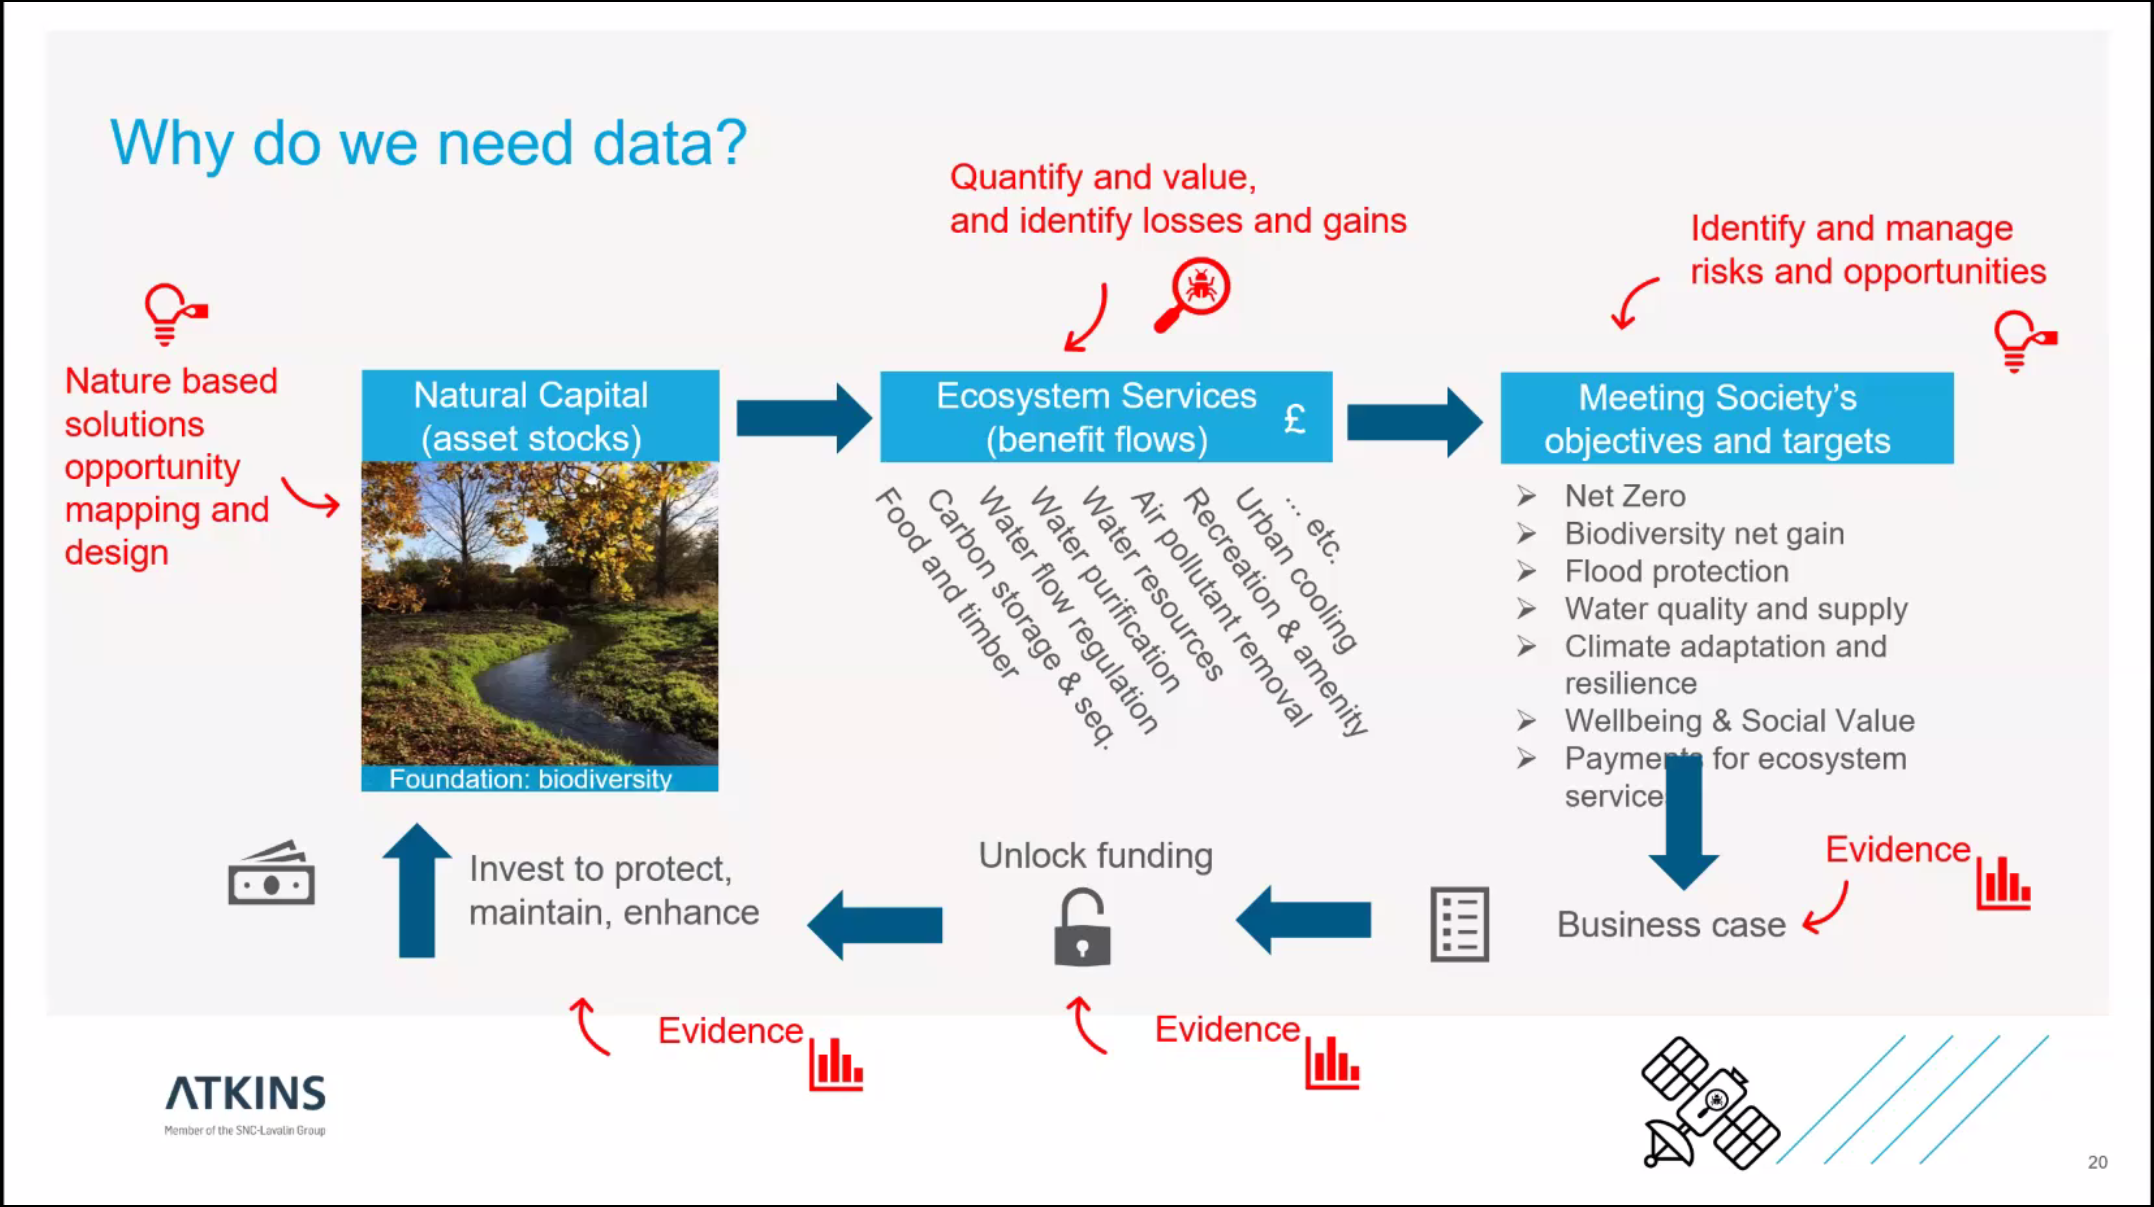 Why do we need data?
Quantify and value,
and identify losses and gains
Identify and manage
risks and opportunities
Nature based
solutions
opportunity
mapping and
design
Natural Capital
(asset stocks)
Foundation: biodiversity
Ecosystem Services
(benefit flows)
£
Food and timber
Carbon storage & seq.
Water flow regulation
Water purification
Water resources
Air pollutant removal
Recreation & amenity
Urban cooling
... etc.
Meeting Society’s
objectives and targets
➢ Net Zero
➢ Biodiversity net gain
➢ Flood protection
➢ Water quality and supply
➢ Climate adaptation and
resilience
➢ Wellbeing & Social Value
➢ Payments for ecosystem
services
Evidence
Business case
Unlock funding
Invest to protect,
maintain, enhance
Evidence
Evidence
ATKINS
Member of the SNC-Lavalin Group
20